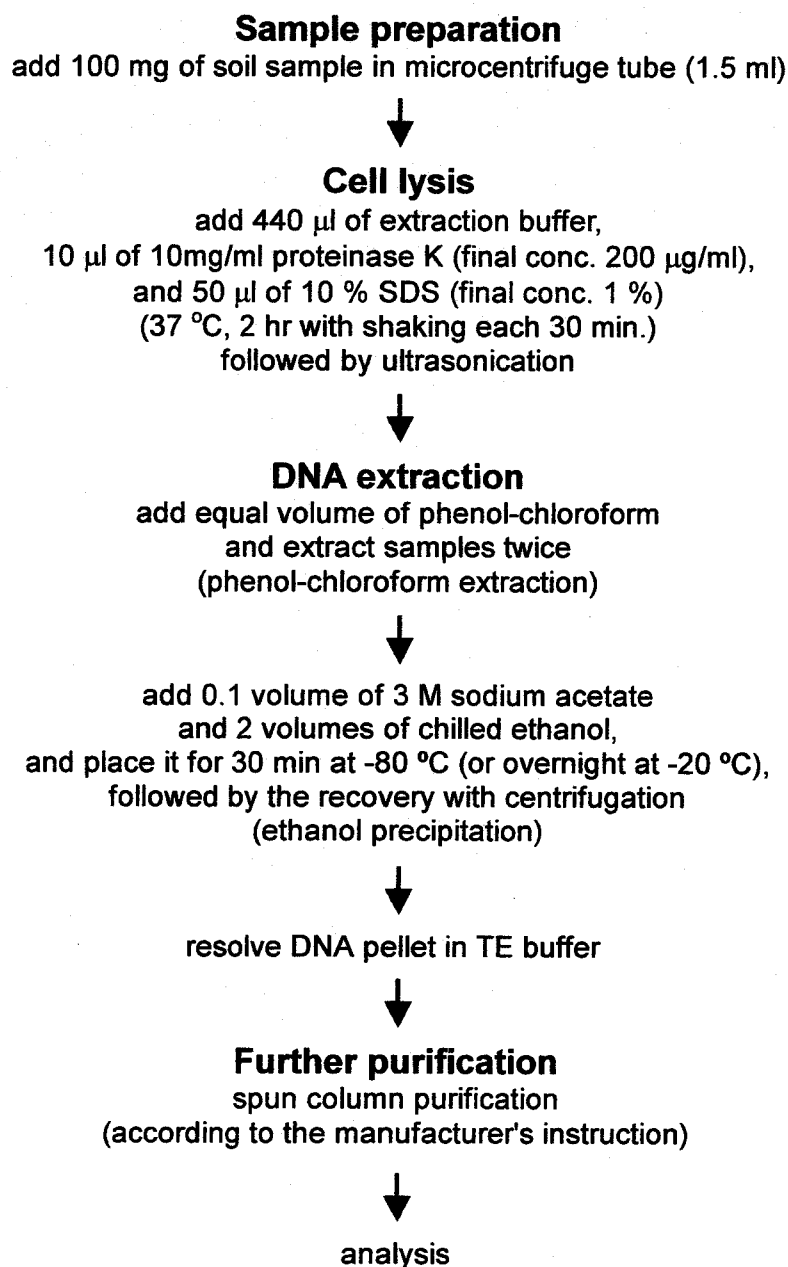 Sample preparation
add 100 mg of soil sample in microcentrifuge tube (1.5 ml)
Cell lysis
add 440 µl of extraction buffer,
10 µl of 10mg/ml proteinase K (final conc. 200 µg/ml),
and 50 µl of 10 % SDS (final conc. 1 %)
(37 ºC, 2 hr with shaking each 30 min.)
followed by ultrasonication
DNA extraction
add equal volume of phenol-chloroform
and extract samples twice
(phenol-chloroform extraction)
add 0.1 volume of 3 M sodium acetate
and 2 volumes of chilled ethanol,
and place it for 30 min at -80 ºC (or overnight at -20 ºC),
followed by the recovery with centrifugation
(ethanol precipitation)
resolve DNA pellet in TE buffer
Further purification
spun column purification
(according to the manufacturer's instruction)
analysis